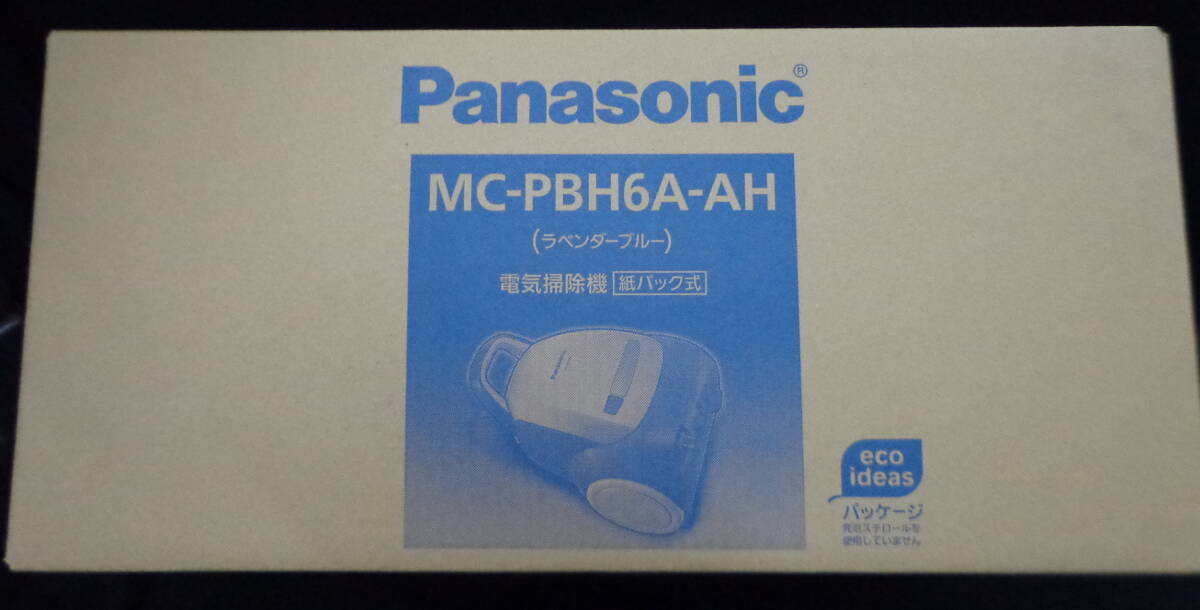 Panasonic®
MC-PBH6A-AH
(ラベンダーブルー)
電気掃除機 紙パック式
Panasonic
eco
ideas
パッケージ
発泡スチロールを
使用していません